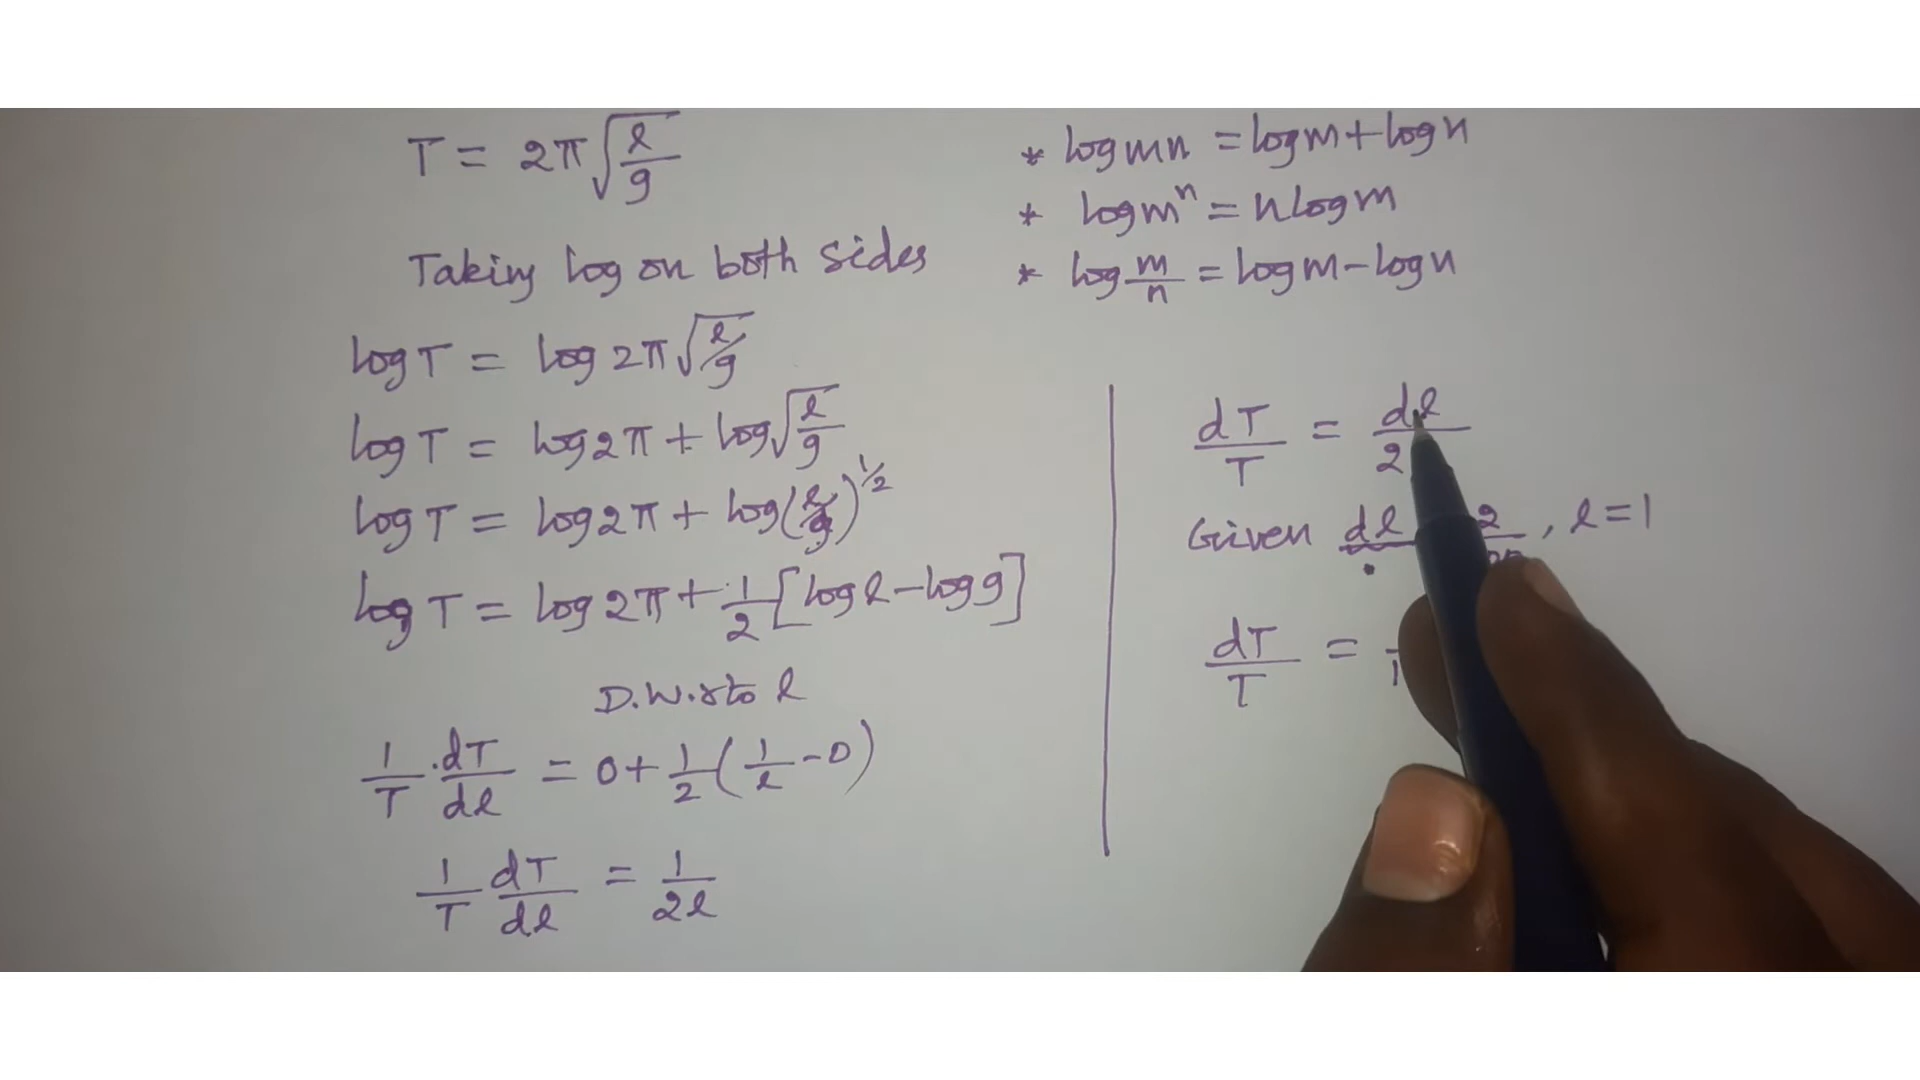 T = 2π√(l/g)
Taking log on both sides
log T = log 2π√(l/g)
log T = log 2π + log √(l/g)
log T = log 2π + log (l/g)^1/2
log T = log 2π + 1/2 [log l − log g]
D.W.r to l
1/T . dT/dl = 0 + 1/2 (1/l − 0)
1/T dT/dl = 1/2l
* log mn = log m + log n
* log m^n = n log m
* log m/n = log m − log n
dT/T = dl/2
Given dl 2 , l = 1
dT/T =